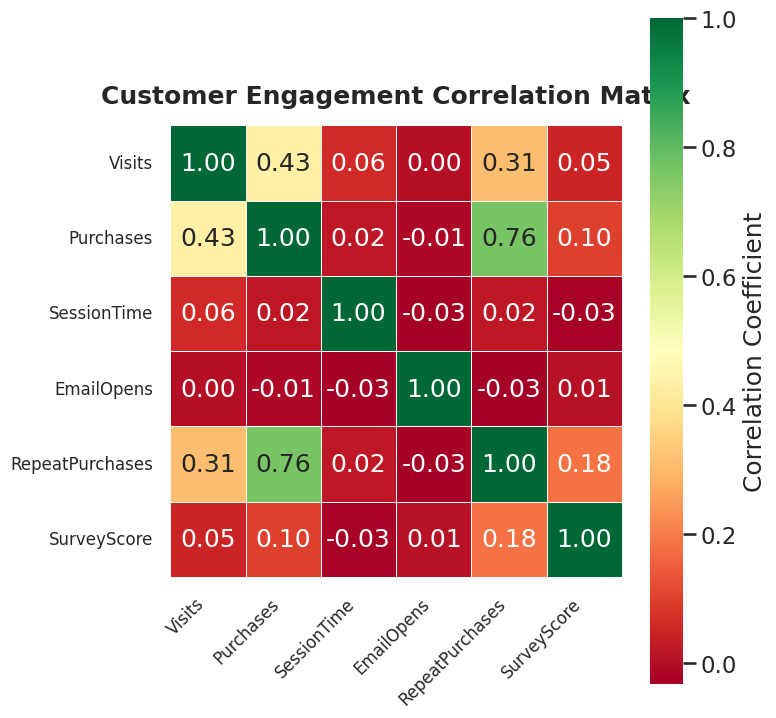 Customer Engagement Correlation Matrix
Visits 1.00 0.43 0.06 0.00 0.31 0.05
Purchases 0.43 1.00 0.02 -0.01 0.76 0.10
SessionTime 0.06 0.02 1.00 -0.03 0.02 -0.03
EmailOpens 0.00 -0.01 -0.03 1.00 -0.03 0.01
RepeatPurchases 0.31 0.76 0.02 -0.03 1.00 0.18
SurveyScore 0.05 0.10 -0.03 0.01 0.18 1.00
Visits
Purchases
SessionTime
EmailOpens
RepeatPurchases
SurveyScore
1.0
0.8
0.6
0.4
0.2
0.0
Correlation Coefficient